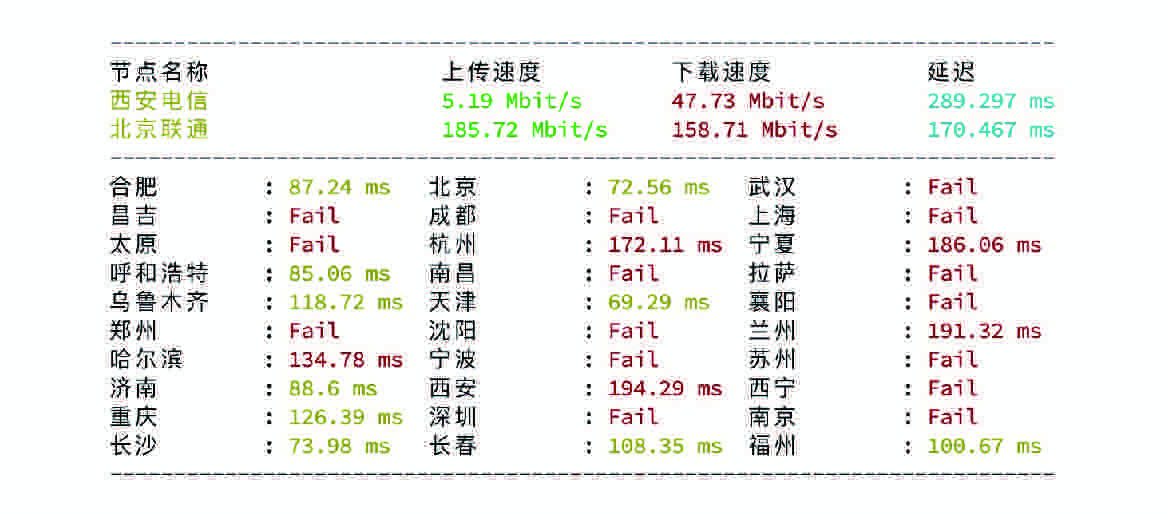 节点名称 上传速度 下载速度 延迟
西安电信 5.19 Mbit/s 47.73 Mbit/s 289.297 ms
北京联通 185.72 Mbit/s 158.71 Mbit/s 170.467 ms
合肥 : 87.24 ms 北京 : 72.56 ms 武汉 : Fail
昌吉 : Fail 成都 : Fail 上海 : Fail
太原 : Fail 杭州 : 172.11 ms 宁夏 : 186.06 ms
呼和浩特 : 85.06 ms 南昌 : Fail 拉萨 : Fail
乌鲁木齐 : 118.72 ms 天津 : 69.29 ms 襄阳 : Fail
郑州 : Fail 沈阳 : Fail 兰州 : 191.32 ms
哈尔滨 : 134.78 ms 宁波 : Fail 苏州 : Fail
济南 : 88.6 ms 西安 : 194.29 ms 西宁 : Fail
重庆 : 126.39 ms 深圳 : Fail 南京 : Fail
长沙 : 73.98 ms 长春 : 108.35 ms 福州 : 100.67 ms